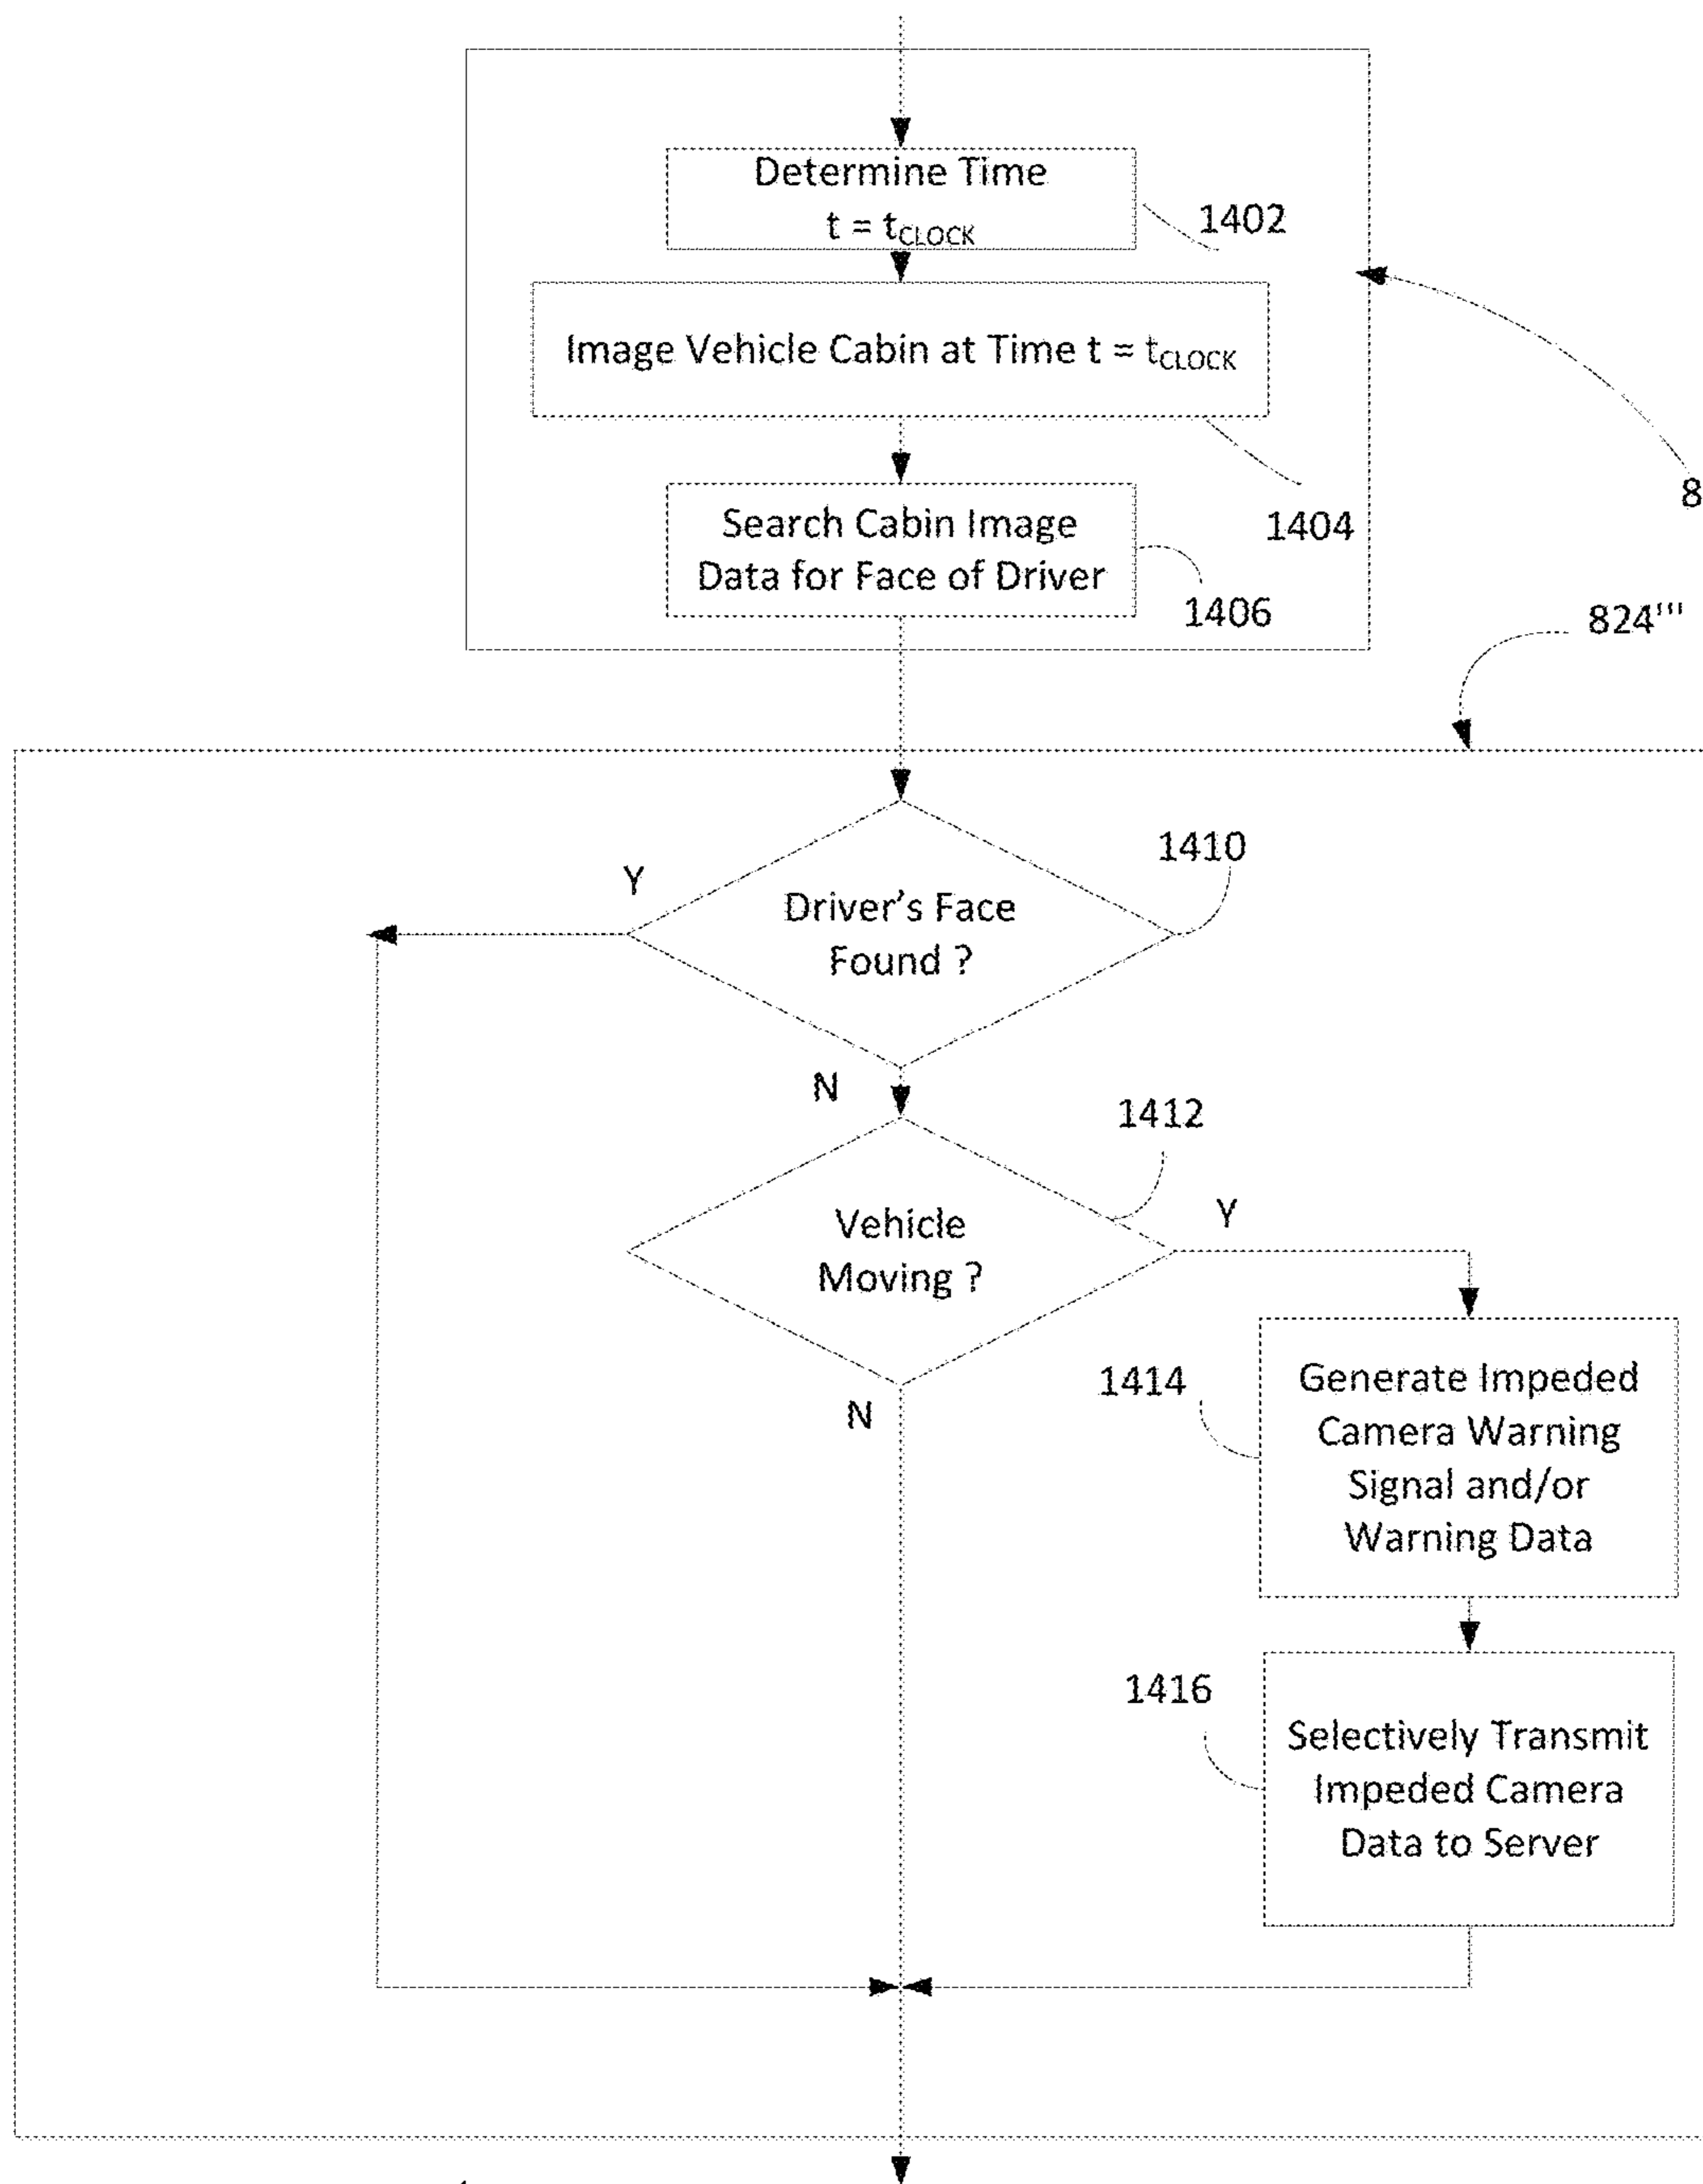 Determine Time
t = tCLOCK
1402
Image Vehicle Cabin at Time t = tCLOCK
1404
8
Search Cabin Image
Data for Face of Driver
1406
824'''
1410
Y
Driver's Face
Found ?
N
1412
Vehicle
Moving ?
Y
N
1414
Generate Impeded
Camera Warning
Signal and/or
Warning Data
1416
Selectively Transmit
Impeded Camera
Data to Server